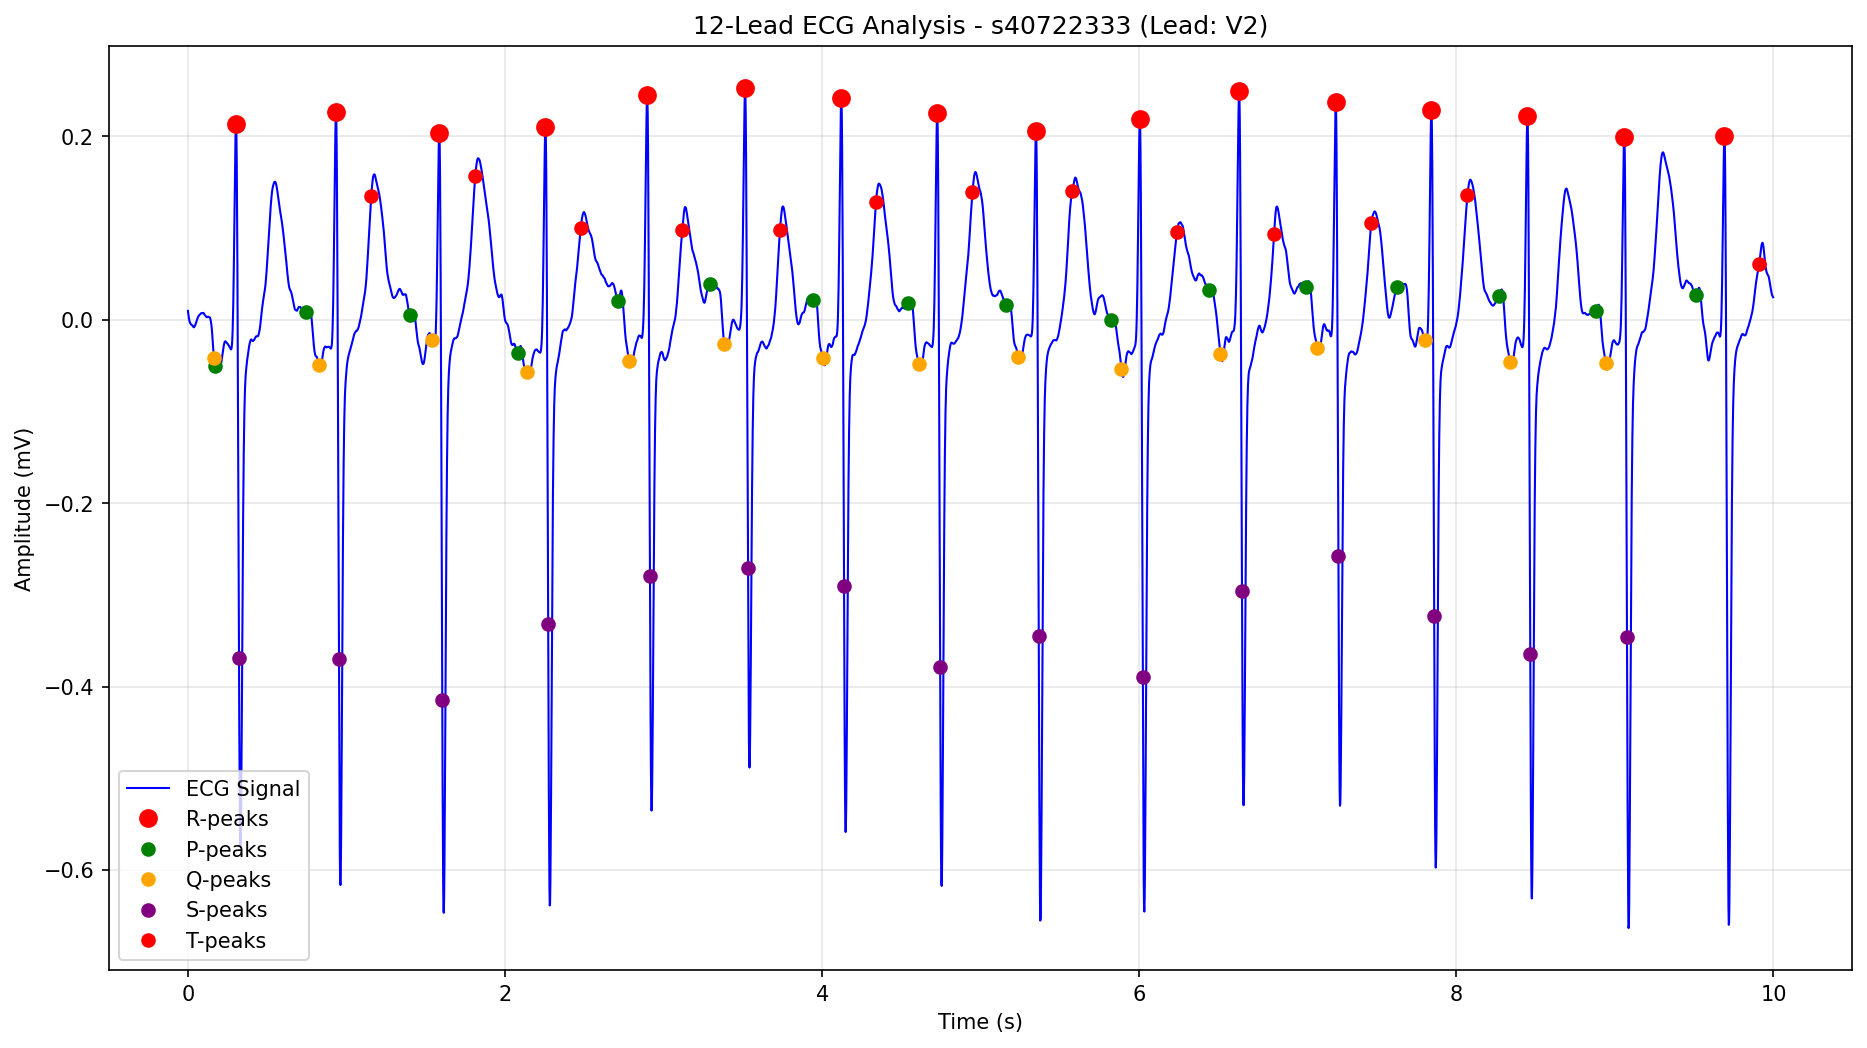 12-Lead ECG Analysis - s40722333 (Lead: V2)
Amplitude (mV)
0.2
0.0
−0.2
−0.4
−0.6
ECG Signal
R-peaks
P-peaks
Q-peaks
S-peaks
T-peaks
0 2 4 6 8 10
Time (s)